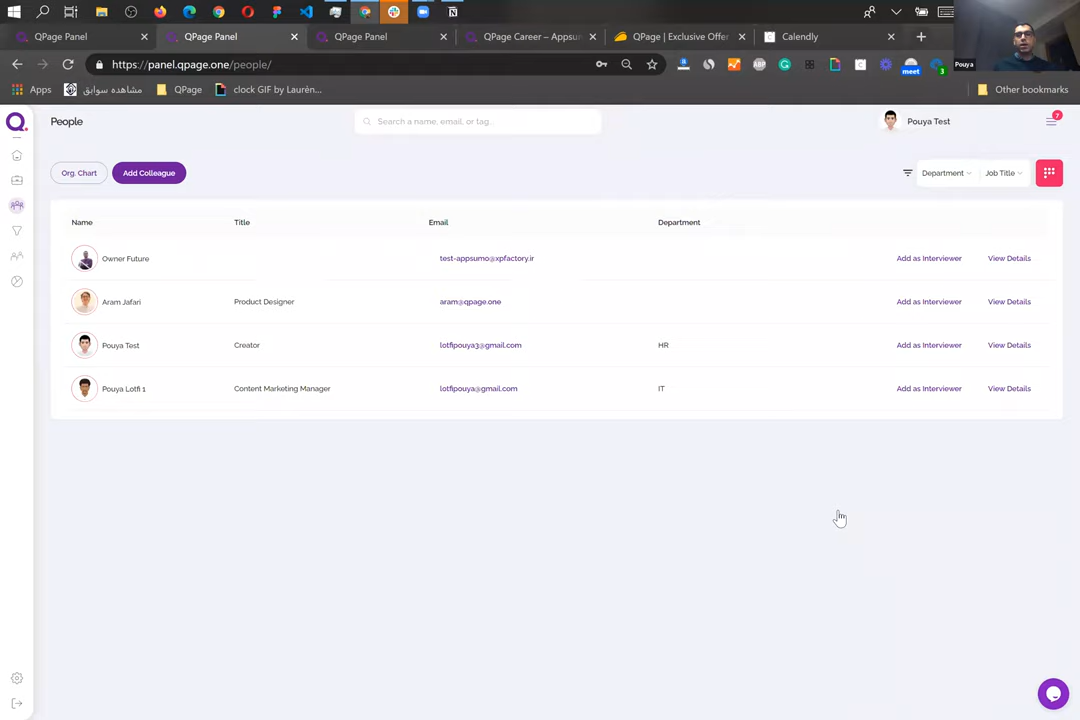 QPage Panel
QPage Panel
QPage Panel
QPage Career – Appsum
QPage | Exclusive Offer
Calendly
Pouya
https://panel.qpage.one/people/
meet
3
Apps
مشاهده سوابق
QPage
clock GIF by Laurèn...
Other bookmarks
Q.
People
Search a name, email, or tag..
Pouya Test
7
Org. Chart
Add Colleague
Department
Job Title
Name Title Email Department
Owner Future test-appsumo@xpfactory.ir Add as Interviewer View Details
Aram Jafari Product Designer aram@qpage.one Add as Interviewer View Details
Pouya Test Creator lotfipouya3@gmail.com HR Add as Interviewer View Details
Pouya Lotfi 1 Content Marketing Manager lotfipouya@gmail.com IT Add as Interviewer View Details